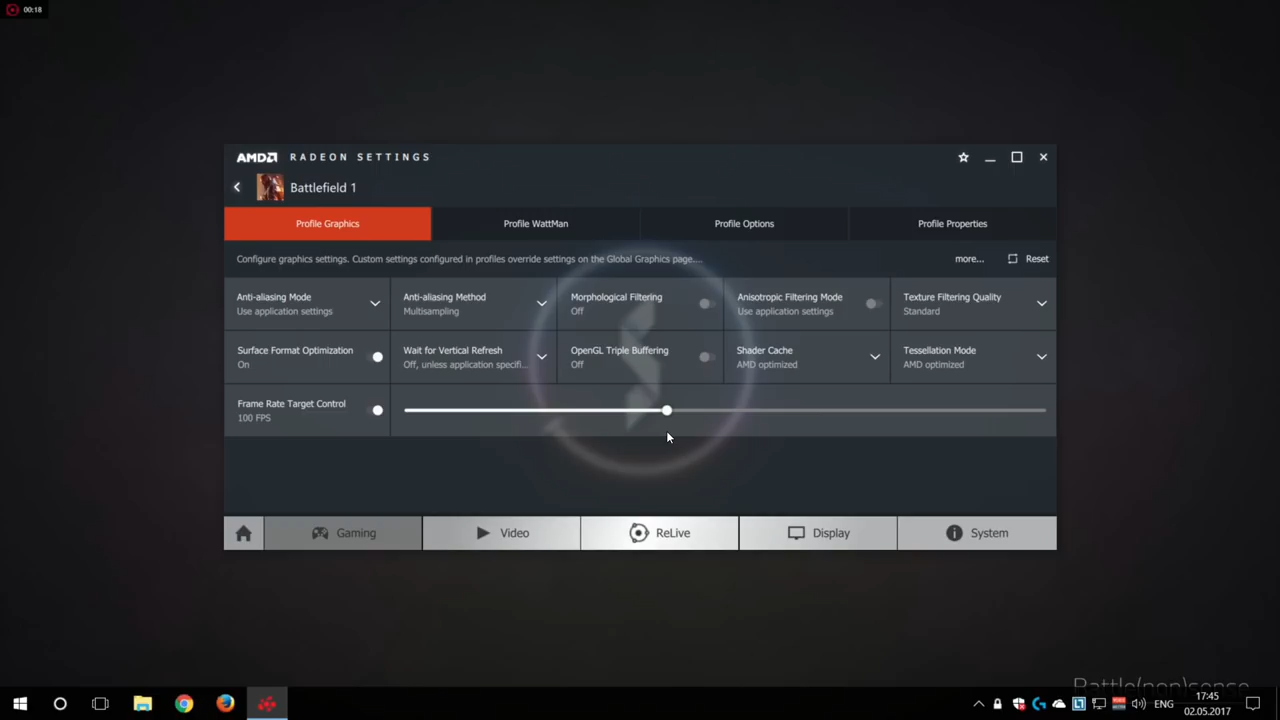 00:18
AMD RADEON SETTINGS
Battlefield 1
Profile Graphics
Profile WattMan
Profile Options
Profile Properties
Configure graphics settings. Custom settings configured in profiles override settings on the Global Graphics page....
more...
Reset
Anti-aliasing Mode
Use application settings
Anti-aliasing Method
Multisampling
Morphological Filtering
Off
Anisotropic Filtering Mode
Use application settings
Texture Filtering Quality
Standard
Surface Format Optimization
On
Wait for Vertical Refresh
Off, unless application specifi...
OpenGL Triple Buffering
Off
Shader Cache
AMD optimized
Tessellation Mode
AMD optimized
Frame Rate Target Control
100 FPS
Gaming
Video
ReLive
Display
System
Battle(non)sense
ENG
17:45
02.05.2017